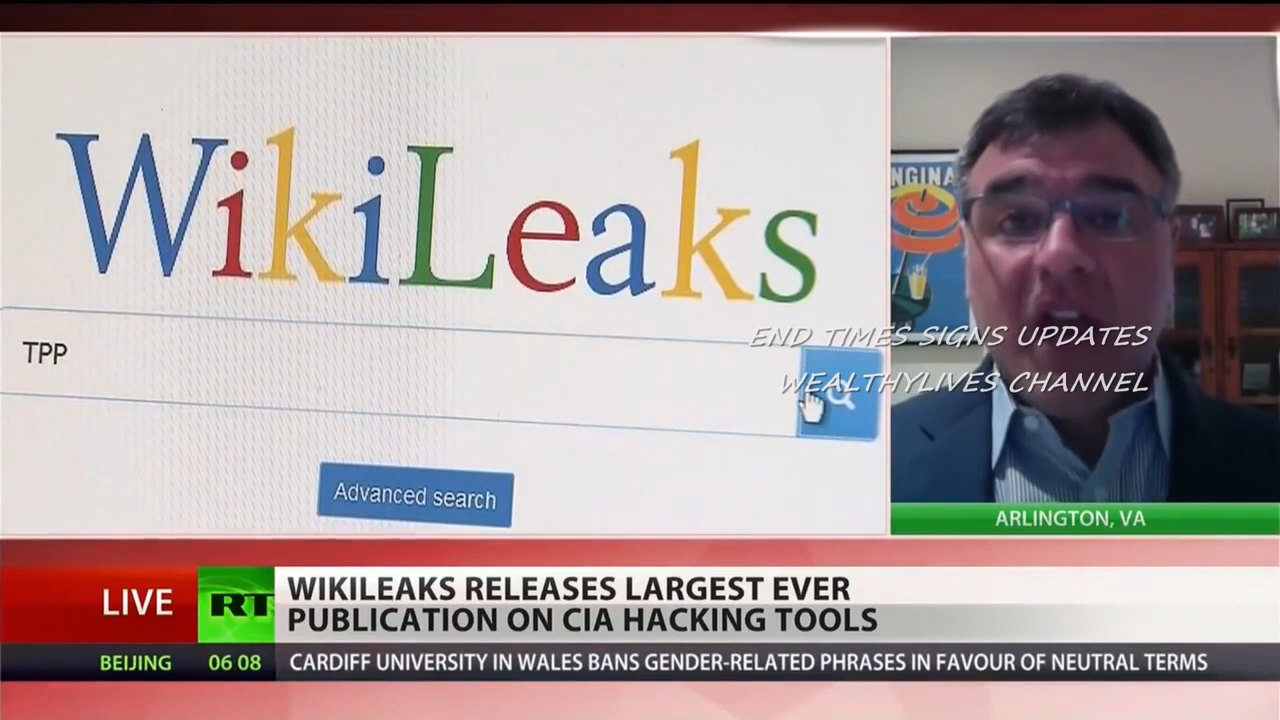 WikiLeaks
TPP
Advanced search
NGINA
END TIMES SIGNS UPDATES
WEALTHYLIVES CHANNEL
ARLINGTON, VA
LIVE
RT
WIKILEAKS RELEASES LARGEST EVER
PUBLICATION ON CIA HACKING TOOLS
BEIJING 06 08 CARDIFF UNIVERSITY IN WALES BANS GENDER-RELATED PHRASES IN FAVOUR OF NEUTRAL TERMS